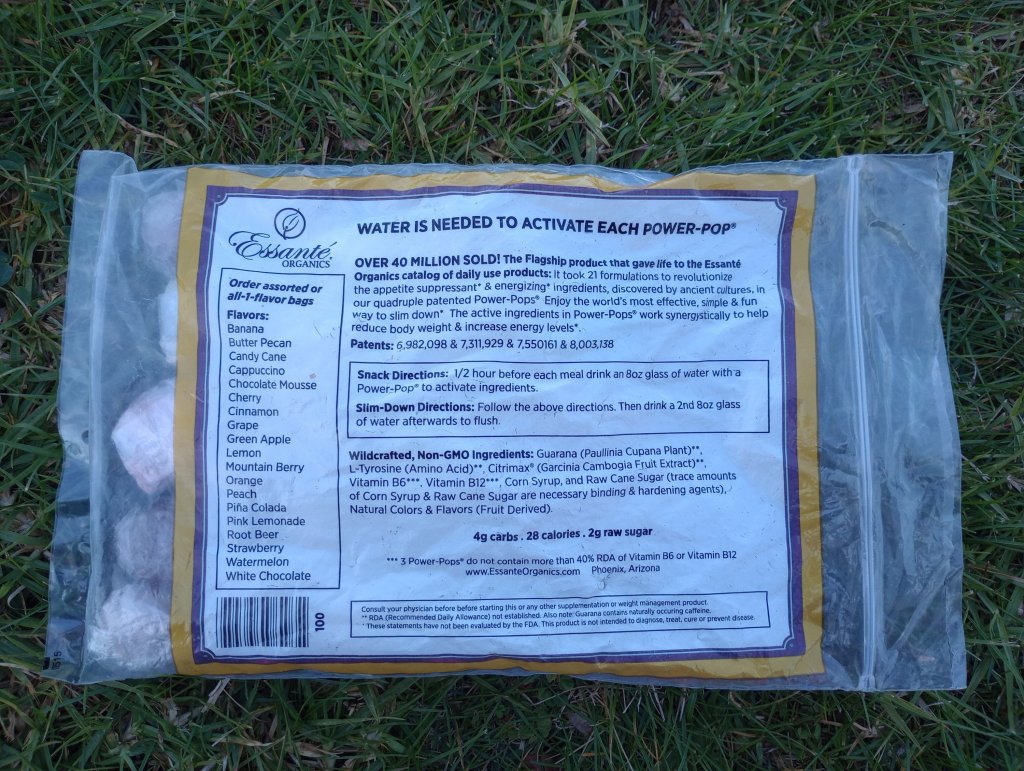 Essanté
ORGANICS
Order assorted or
all-1-flavor bags
Flavors:
Banana
Butter Pecan
Candy Cane
Cappuccino
Chocolate Mousse
Cherry
Cinnamon
Grape
Green Apple
Lemon
Mountain Berry
Orange
Peach
Piña Colada
Pink Lemonade
Root Beer
Strawberry
Watermelon
White Chocolate
100
WATER IS NEEDED TO ACTIVATE EACH POWER-POP®
OVER 40 MILLION SOLD! The Flagship product that gave life to the Essanté
Organics catalog of daily use products: It took 21 formulations to revolutionize
the appetite suppressant* & energizing* ingredients, discovered by ancient cultures, in
our quadruple patented Power-Pops® Enjoy the world's most effective, simple & fun
way to slim down* The active ingredients in Power-Pops® work synergistically to help
reduce body weight & increase energy levels*.
Patents: 6,982,098 & 7,311,929 & 7,550161 & 8,003,138
Snack Directions: 1/2 hour before each meal drink an 8oz glass of water with a
Power-Pop® to activate ingredients.
Slim-Down Directions: Follow the above directions. Then drink a 2nd 8oz glass
of water afterwards to flush.
Wildcrafted, Non-GMO Ingredients: Guarana (Paullinia Cupana Plant)**,
L-Tyrosine (Amino Acid)**, Citrimax® (Garcinia Cambogia Fruit Extract)**,
Vitamin B6***, Vitamin B12***, Corn Syrup, and Raw Cane Sugar (trace amounts
of Corn Syrup & Raw Cane Sugar are necessary binding & hardening agents),
Natural Colors & Flavors (Fruit Derived).
4g carbs . 28 calories . 2g raw sugar
*** 3 Power-Pops® do not contain more than 40% RDA of Vitamin B6 or Vitamin B12
www.EssanteOrganics.com Phoenix, Arizona
Consult your physician before before starting this or any other supplementation or weight management product.
** RDA (Recommended Daily Allowance) not established. Also note: Guarana contains naturally occuring caffeine.
* These statements have not been evaluated by the FDA. This product is not intended to diagnose, treat, cure or prevent disease.